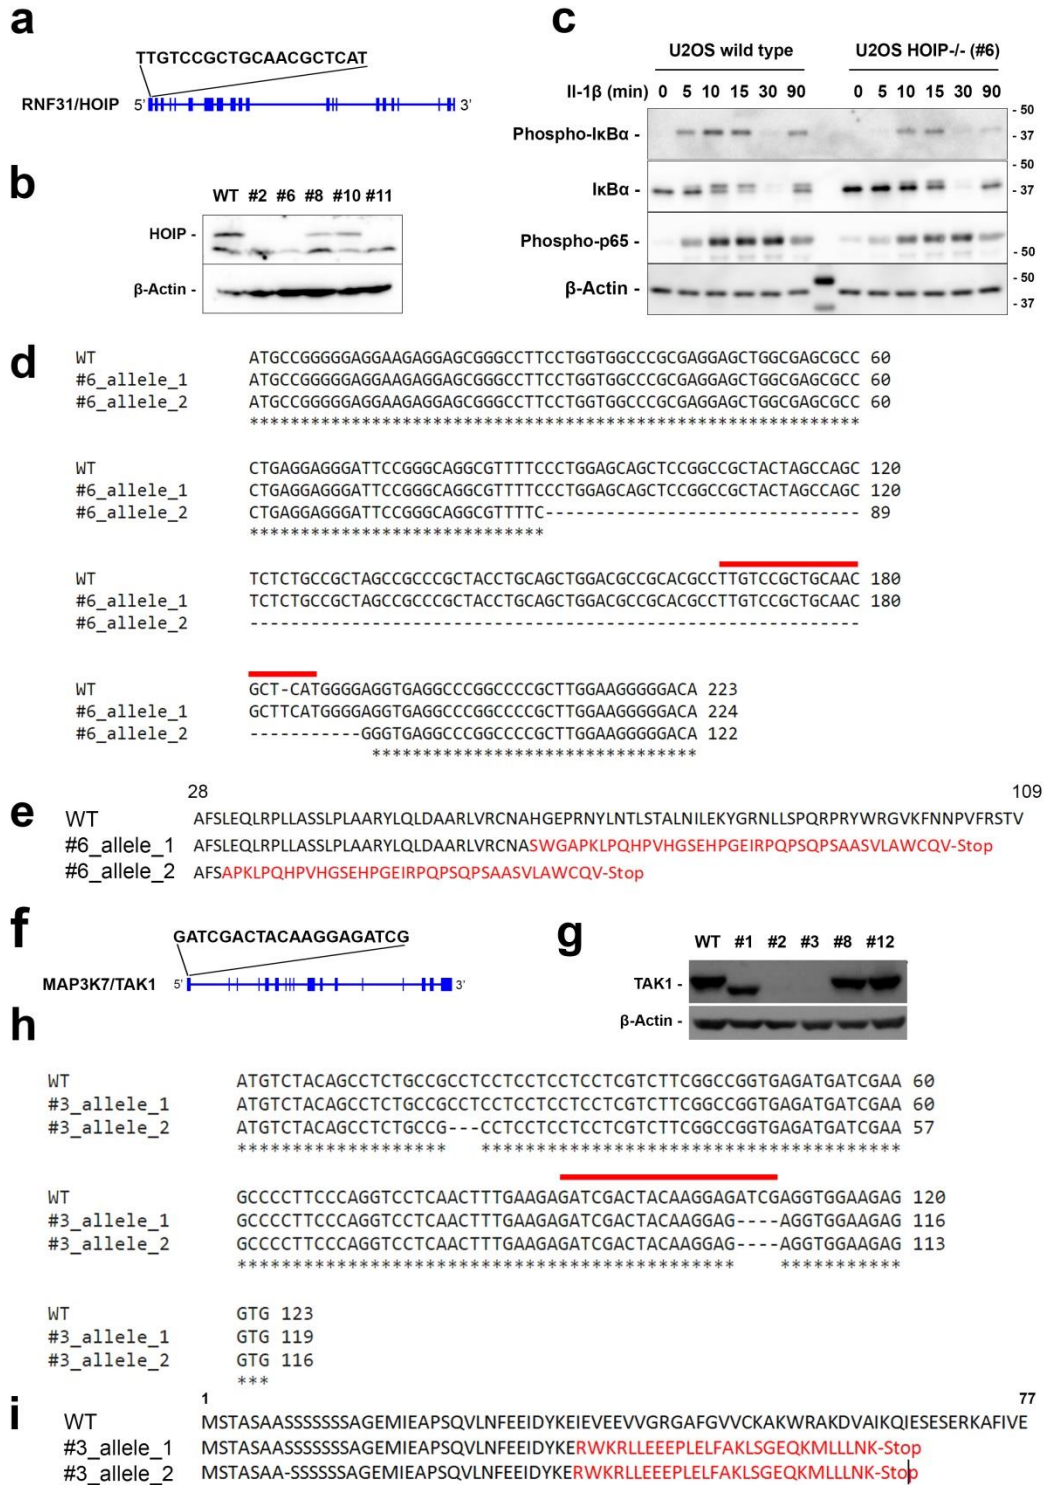 a
TTGTCCGCTGCAACGCTCAT
RNF31/HOIP 5' 3'
b
WT #2 #6 #8 #10 #11
HOIP -
β-Actin -
c
U2OS wild type U2OS HOIP-/- (#6)
Il-1β (min) 0 5 10 15 30 90 0 5 10 15 30 90
Phospho-IκBα - - 50 - 37
IκBα - - 50 - 37
Phospho-p65 - - 50
β-Actin - - 50 - 37
d
WT ATGCCGGGGGAGGAAGAGGAGCGGGCCTTCCTGGTGGCCCGCGAGGAGCTGGCGAGCGCC 60
#6_allele_1 ATGCCGGGGGAGGAAGAGGAGCGGGCCTTCCTGGTGGCCCGCGAGGAGCTGGCGAGCGCC 60
#6_allele_2 ATGCCGGGGGAGGAAGAGGAGCGGGCCTTCCTGGTGGCCCGCGAGGAGCTGGCGAGCGCC 60
************************************************************
WT CTGAGGAGGGATTCCGGGCAGGCGTTTTCCCTGGAGCAGCTCCGGCCGCTACTAGCCAGC 120
#6_allele_1 CTGAGGAGGGATTCCGGGCAGGCGTTTTCCCTGGAGCAGCTCCGGCCGCTACTAGCCAGC 120
#6_allele_2 CTGAGGAGGGATTCCGGGCAGGCGTTTTC------------------------------- 89
*****************************
WT TCTCTGCCGCTAGCCGCCCGCTACCTGCAGCTGGACGCCGCACGCCTTGTCCGCTGCAAC 180
#6_allele_1 TCTCTGCCGCTAGCCGCCCGCTACCTGCAGCTGGACGCCGCACGCCTTGTCCGCTGCAAC 180
#6_allele_2 ------------------------------------------------------------
WT GCT-CATGGGGAGGTGAGGCCCGGCCCCGCTTGGAAGGGGGACA 223
#6_allele_1 GCTTCATGGGGAGGTGAGGCCCGGCCCCGCTTGGAAGGGGGACA 224
#6_allele_2 -----------GGGTGAGGCCCGGCCCCGCTTGGAAGGGGGACA 122
********************************
e
28 109
WT AFSLEQLRPLLASSLPLAARYLQLDAARLVRCNAHGEPRNYLNTLSTALNILEKYGRNLLSPQRPRYWRGVKFNNPVFRSTV
#6_allele_1 AFSLEQLRPLLASSLPLAARYLQLDAARLVRCNASWGAPKLPQHPVHGSEHPGEIRPQPSQPSAASVLAWCQV-Stop
#6_allele_2 AFSAPKLPQHPVHGSEHPGEIRPQPSQPSAASVLAWCQV-Stop
f
GATCGACTACAAGGAGATCG
MAP3K7/TAK1 5' 3'
g
WT #1 #2 #3 #8 #12
TAK1 -
β-Actin -
h
WT ATGTCTACAGCCTCTGCCGCCTCCTCCTCCTCCTCGTCTTCGGCCGGTGAGATGATCGAA 60
#3_allele_1 ATGTCTACAGCCTCTGCCGCCTCCTCCTCCTCCTCGTCTTCGGCCGGTGAGATGATCGAA 60
#3_allele_2 ATGTCTACAGCCTCTGCCG---CCTCCTCCTCCTCGTCTTCGGCCGGTGAGATGATCGAA 57
******************* **************************************
WT GCCCCTTCCCAGGTCCTCAACTTTGAAGAGATCGACTACAAGGAGATCGAGGTGGAAGAG 120
#3_allele_1 GCCCCTTCCCAGGTCCTCAACTTTGAAGAGATCGACTACAAGGAG----AGGTGGAAGAG 116
#3_allele_2 GCCCCTTCCCAGGTCCTCAACTTTGAAGAGATCGACTACAAGGAG----AGGTGGAAGAG 113
********************************************* ***********
WT GTG 123
#3_allele_1 GTG 119
#3_allele_2 GTG 116
***
i
1 77
WT MSTASAASSSSSSSAGEMIEAPSQVLNFEEIDYKEIEVEEVVGRGAFGVVCKAKWRAKDVAIKQIESESERKAFIVE
#3_allele_1 MSTASAASSSSSSSAGEMIEAPSQVLNFEEIDYKERWKRLLEEEPLELFAKLSGEQKMLLLNK-Stop
#3_allele_2 MSTASAA-SSSSSSAGEMIEAPSQVLNFEEIDYKERWKRLLEEEPLELFAKLSGEQKMLLLNK-Stop